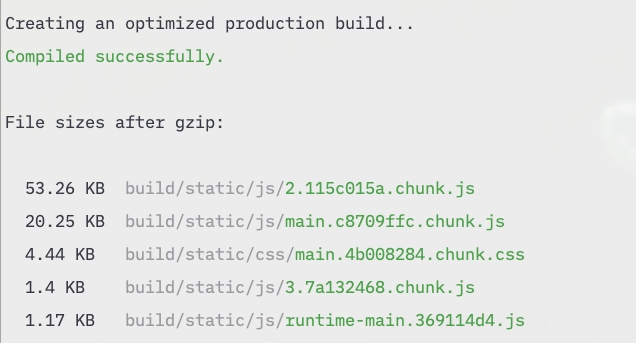 Creating an optimized production build...
Compiled successfully.
File sizes after gzip:
53.26 KB build/static/js/2.115c015a.chunk.js
20.25 KB build/static/js/main.c8709ffc.chunk.js
4.44 KB build/static/css/main.4b008284.chunk.css
1.4 KB build/static/js/3.7a132468.chunk.js
1.17 KB build/static/js/runtime-main.369114d4.js